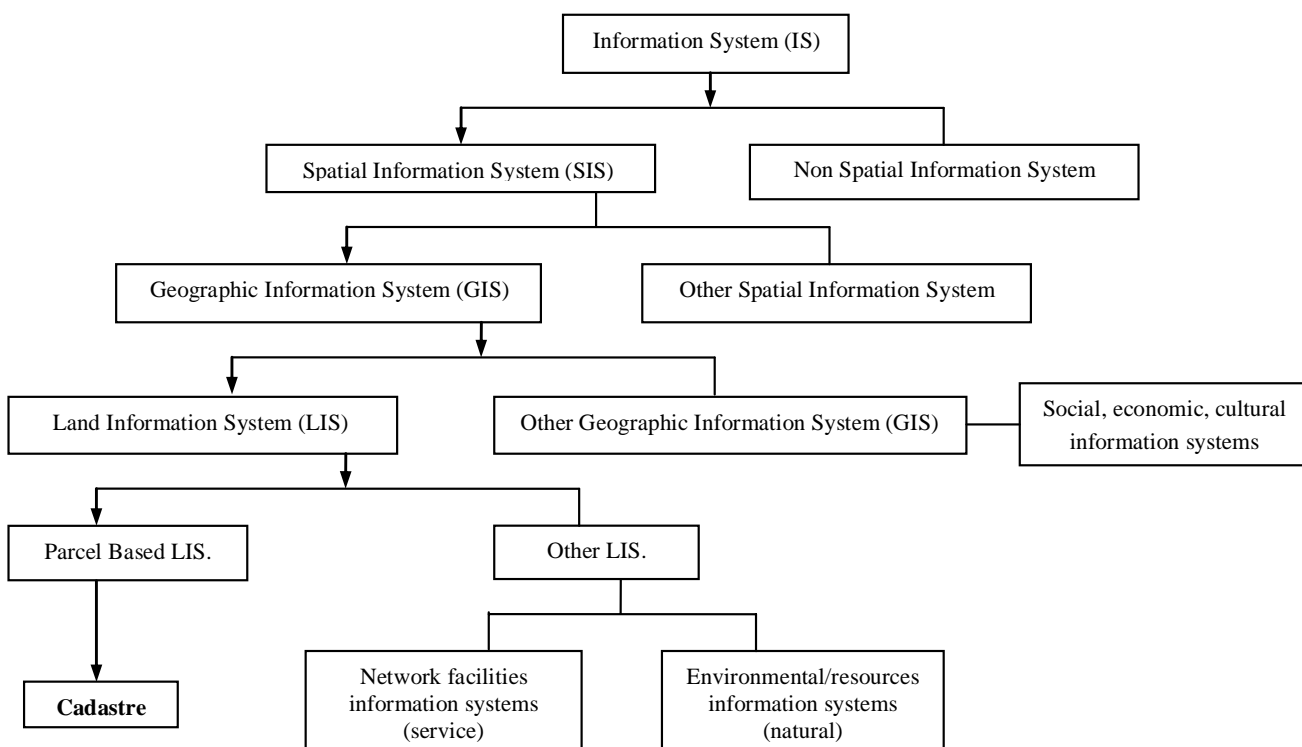 Information System (IS)
Spatial Information System (SIS)
Non Spatial Information System
Geographic Information System (GIS)
Other Spatial Information System
Land Information System (LIS)
Other Geographic Information System (GIS)
Social, economic, cultural
information systems
Parcel Based LIS.
Other LIS.
Cadastre
Network facilities
information systems
(service)
Environmental/resources
information systems
(natural)